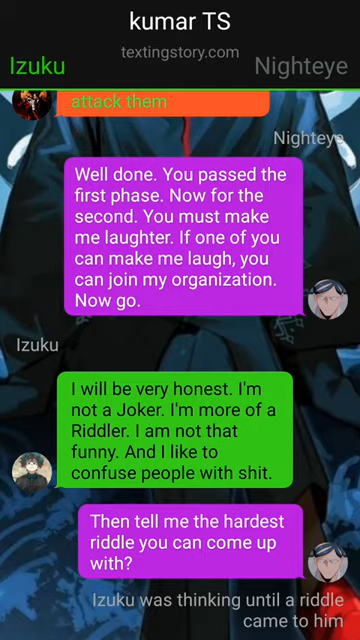 kumar TS
textingstory.com
Izuku
Nighteye
attack them
Nighteye
Well done. You passed the
first phase. Now for the
second. You must make
me laughter. If one of you
can make me laugh, you
can join my organization.
Now go.
Izuku
I will be very honest. I'm
not a Joker. I'm more of a
Riddler. I am not that
funny. And I like to
confuse people with shit.
Then tell me the hardest
riddle you can come up
with?
Izuku was thinking until a riddle
came to him